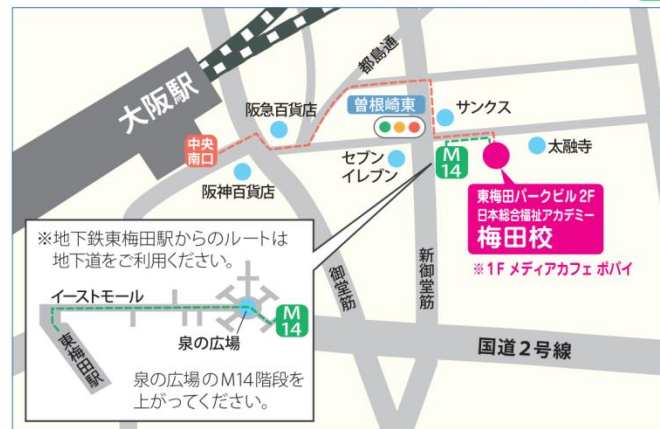 大阪駅
中央
南口
阪急百貨店
阪神百貨店
都島通
曽根崎東
サンクス
セブン
イレブン
M
14
太融寺
東梅田パークビル2F
日本総合福祉アカデミー
梅田校
※1F メディアカフェ ポパイ
御堂筋
新御堂筋
国道2号線
※地下鉄東梅田駅からのルートは
地下道をご利用ください。
イーストモール
東梅田駅
泉の広場
M
14
泉の広場のM14階段を
上がってください。